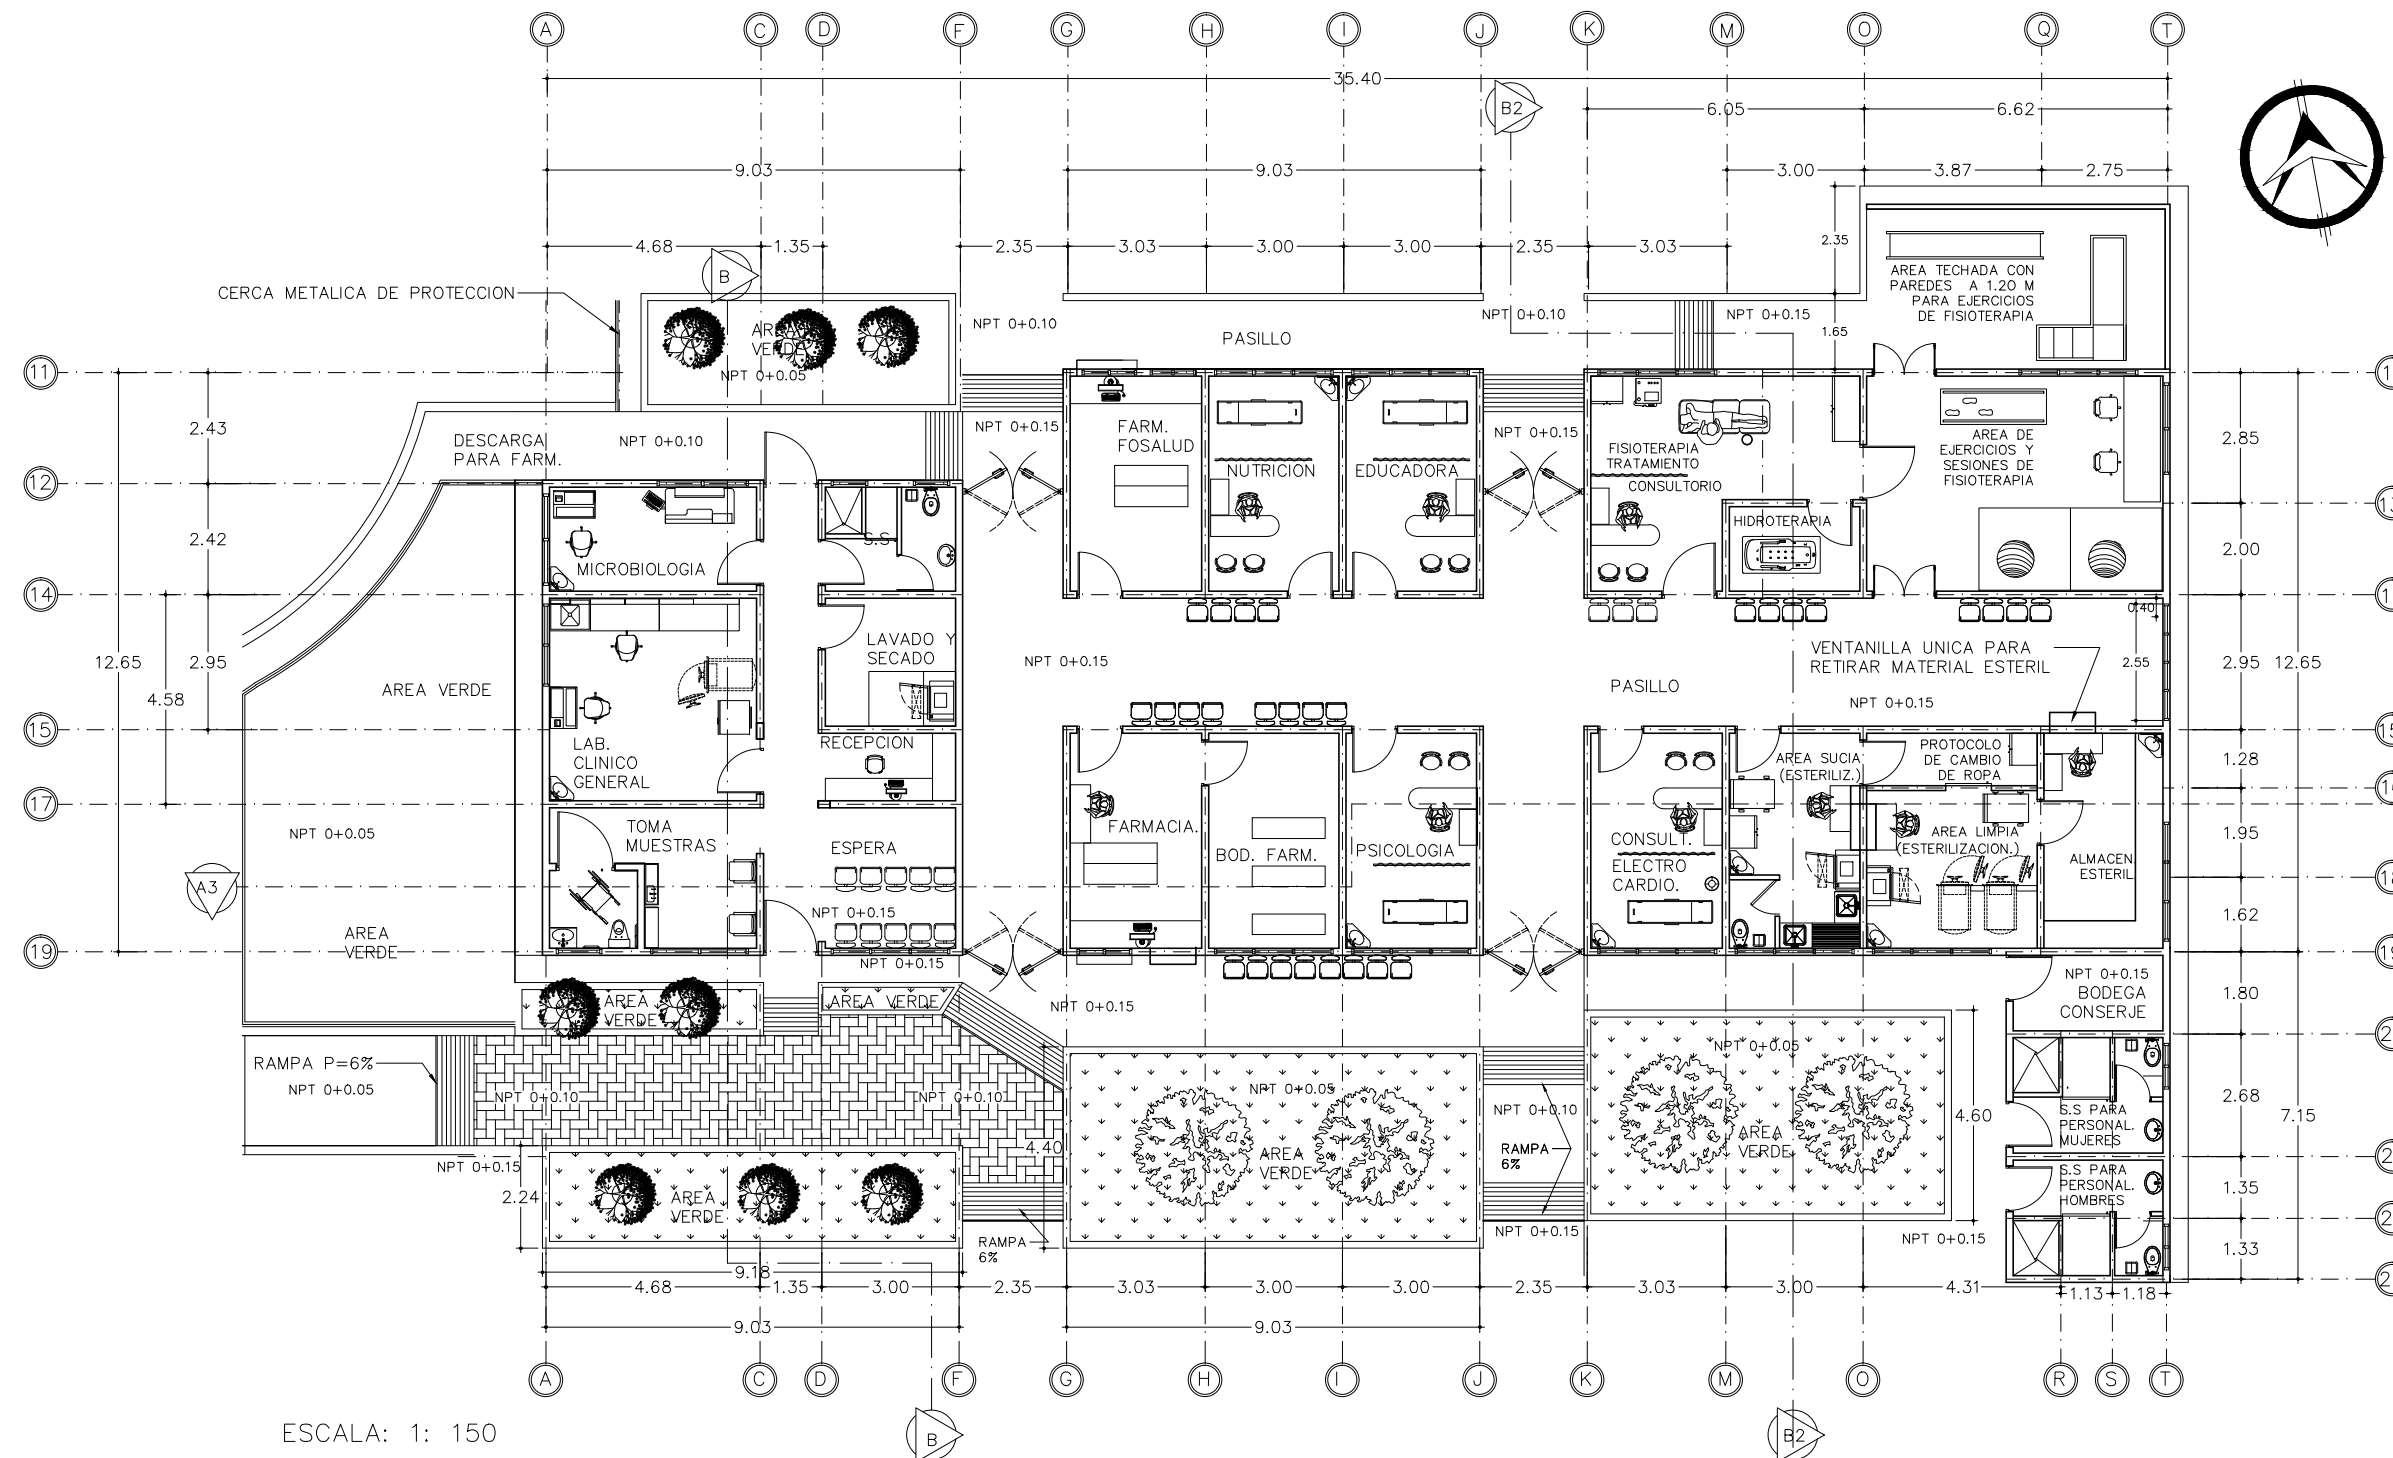 A C D F G H I J K M O Q T
35.40
B2
6.05 6.62
9.03 9.03 3.00 3.87 2.75
4.68 1.35 2.35 3.03 3.00 3.00 2.35 3.03 2.35
B
CERCA METALICA DE PROTECCION
AREA
VERDE
NPT 0+0.05
NPT 0+0.10
PASILLO
NPT 0+0.10
NPT 0+0.15
1.65
AREA TECHADA CON
PAREDES A 1.20 M
PARA EJERCICIOS
DE FISIOTERAPIA
11
12
14
15
17
19
2.43
2.42
12.65
2.95
4.58
DESCARGA
PARA FARM.
NPT 0+0.10
NPT 0+0.15
FARM.
FOSALUD
NUTRICION
EDUCADORA
NPT 0+0.15
FISIOTERAPIA
TRATAMIENTO
CONSULTORIO
HIDROTERAPIA
AREA DE
EJERCICIOS Y
SESIONES DE
FISIOTERAPIA
2.85
2.00
0.40
2.55
2.95
12.65
1.28
1.95
1.62
MICROBIOLOGIA
S.S
LAVADO Y
SECADO
NPT 0+0.15
AREA VERDE
PASILLO
VENTANILLA UNICA PARA
RETIRAR MATERIAL ESTERIL
NPT 0+0.15
LAB.
CLINICO
GENERAL
RECEPCION
AREA SUCIA
(ESTERILIZ.)
PROTOCOLO
DE CAMBIO
DE ROPA
NPT 0+0.05
TOMA
MUESTRAS
ESPERA
FARMACIA.
BOD. FARM.
PSICOLOGIA
CONSULT.
ELECTRO
CARDIO.
AREA LIMPIA
(ESTERILIZACION.)
ALMACEN.
ESTERIL.
A3
NPT 0+0.15
AREA
VERDE
NPT 0+0.15
NPT 0+0.15
AREA
VERDE
AREA VERDE
NPT 0+0.15
BODEGA
CONSERJE
1.80
RAMPA P=6%
NPT 0+0.05
NPT 0+0.10
NPT 0+0.10
NPT 0+0.05
NPT 0+0.10
NPT 0+0.05
4.60
2.68
7.15
S.S PARA
PERSONAL.
MUJERES
4.40
AREA
VERDE
RAMPA
6%
AREA
VERDE
NPT 0+0.15
2.24
AREA
VERDE
S.S PARA
PERSONAL.
HOMBRES
1.35
RAMPA
6%
NPT 0+0.15
NPT 0+0.15
1.33
9.18
4.68 1.35 3.00 2.35 3.03 3.00 3.00 2.35 3.03 3.00 4.31 1.13 1.18
9.03 9.03
A C D F G H I J K M O R S T
ESCALA: 1: 150
B
B2